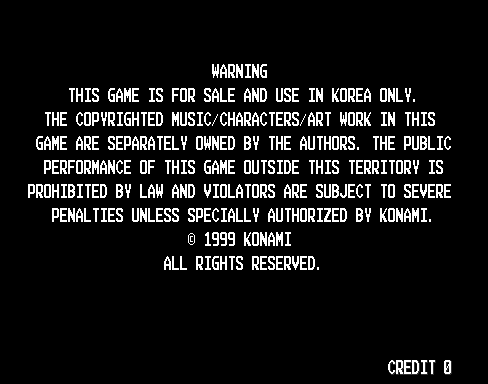 WARNING
THIS GAME IS FOR SALE AND USE IN KOREA ONLY.
THE COPYRIGHTED MUSIC/CHARACTERS/ART WORK IN THIS
GAME ARE SEPARATELY OWNED BY THE AUTHORS. THE PUBLIC
PERFORMANCE OF THIS GAME OUTSIDE THIS TERRITORY IS
PROHIBITED BY LAW AND VIOLATORS ARE SUBJECT TO SEVERE
PENALTIES UNLESS SPECIALLY AUTHORIZED BY KONAMI.
© 1999 KONAMI
ALL RIGHTS RESERVED.
CREDIT 0